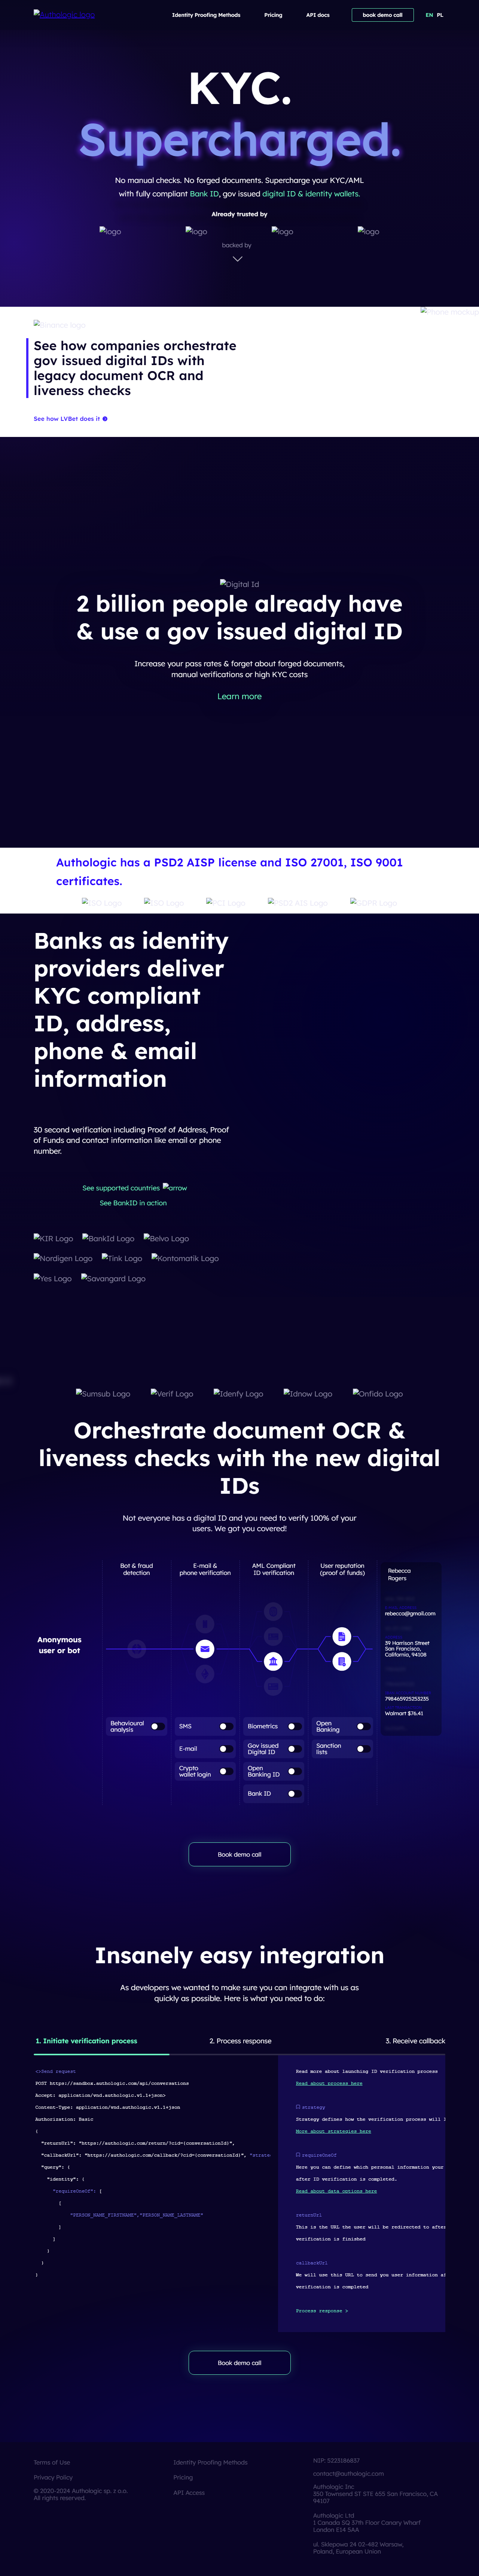 Authologic logo
Identity Proofing Methods
Pricing
API docs
book demo call
EN PL
KYC.
Supercharged.
No manual checks. No forged documents. Supercharge your KYC/AML
with fully compliant Bank ID, gov issued digital ID & identity wallets.
Already trusted by
logo logo logo logo
backed by
Phone mockup
See how companies orchestrate
gov issued digital IDs with
legacy document OCR and
liveness checks
See how LVBet does it
Digital Id
2 billion people already have
& use a gov issued digital ID
Increase your pass rates & forget about forged documents,
manual verifications or high KYC costs
Learn more
Authologic has a PSD2 AISP license and ISO 27001, ISO 9001
certificates.
Banks as identity
providers deliver
KYC compliant
ID, address,
phone & email
information
30 second verification including Proof of Address, Proof
of Funds and contact information like email or phone
number.
See supported countries arrow
See BankID in action
KIR Logo BankId Logo Belvo Logo
Nordigen Logo Tink Logo Kontomatik Logo
Yes Logo Savangard Logo
Sumsub Logo Verif Logo Idenfy Logo Idnow Logo Onfido Logo
Orchestrate document OCR &
liveness checks with the new digital
IDs
Not everyone has a digital ID and you need to verify 100% of your
users. We got you covered!
Bot & fraud
detection
E-mail &
phone verification
AML Compliant
ID verification
User reputation
(proof of funds)
Rebecca
Rogers
rebecca@gmail.com
39 Harrison Street
San Francisco,
California, 94108
798465925253235
Walmart $76.41
Anonymous
user or bot
Behavioural
analysis
SMS
E-mail
Crypto
wallet login
Biometrics
Gov issued
Digital ID
Open
Banking ID
Bank ID
Open
Banking
Sanction
lists
Book demo call
Insanely easy integration
As developers we wanted to make sure you can integrate with us as
quickly as possible. Here is what you need to do:
1. Initiate verification process
2. Process response
3. Receive callback
<>Send request
POST https://sandbox.authologic.com/api/conversations
Accept: application/vnd.authologic.v1.1+json>
Content-Type: application/vnd.authologic.v1.1+json
Authorization: Basic
{
"returnUrl": "https://authologic.com/return/?cid={conversationId}",
"callbackUrl": "https://authologic.com/callback/?cid={conversationId}", "strate
"query": {
"identity": {
"requireOneOf": [
[
"PERSON_NAME_FIRSTNAME","PERSON_NAME_LASTNAME"
]
]
}
}
}
Read more about launching ID verification process
Read about process here
strategy
Strategy defines how the verification process will l
More about strategies here
requireOneOf
Here you can define which personal information your
after ID verification is completed.
Read about data options here
returnUrl
This is the URL the user will be redirected to after
verification is finished
callbackUrl
We will use this URL to send you user information a
verification is completed
Process response >
Book demo call
Terms of Use
Privacy Policy
© 2020-2024 Authologic sp. z o.o.
All rights reserved.
Identity Proofing Methods
Pricing
API Access
NIP: 5223186837
contact@authologic.com
Authologic Inc
350 Townsend ST STE 655 San Francisco, CA
94107
Authologic Ltd
1 Canada SQ 37th Floor Canary Wharf
London E14 5AA
ul. Sklepowa 24 03-482 Warsaw,
Poland, European Union